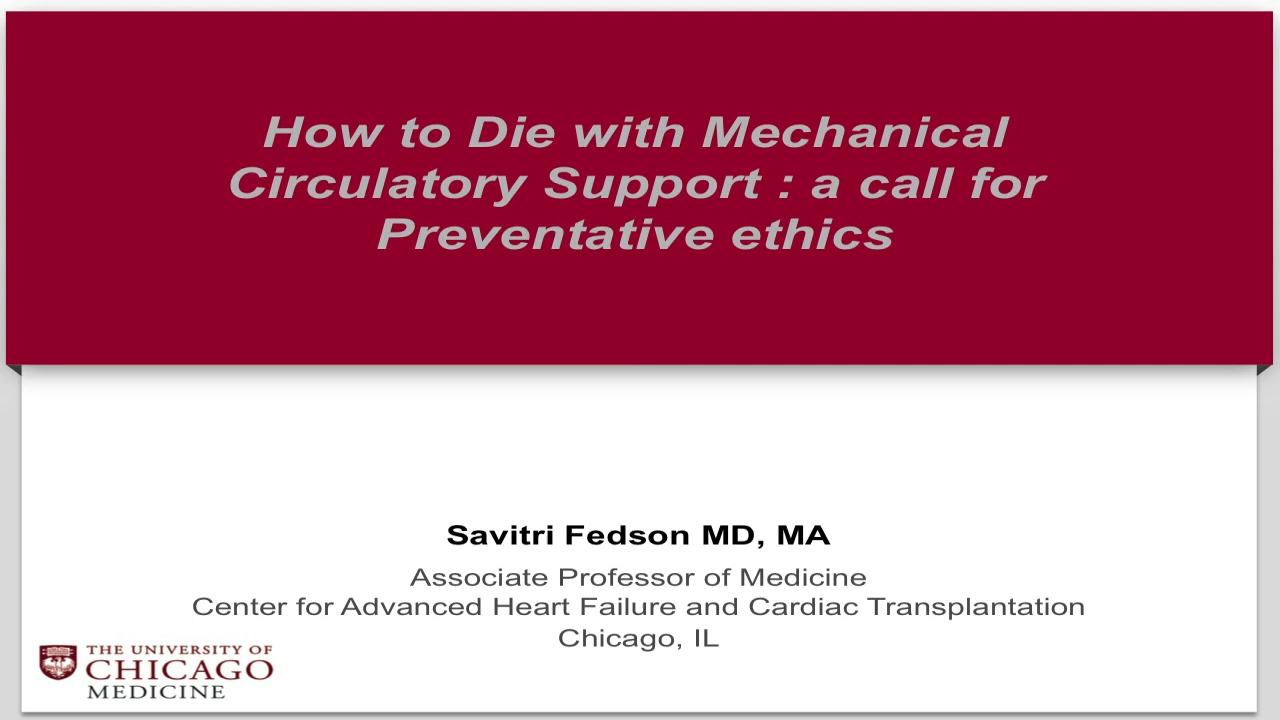 How to Die with Mechanical
Circulatory Support : a call for
Preventative ethics
Savitri Fedson MD, MA
Associate Professor of Medicine
Center for Advanced Heart Failure and Cardiac Transplantation
Chicago, IL
THE UNIVERSITY OF
CHICAGO
MEDICINE